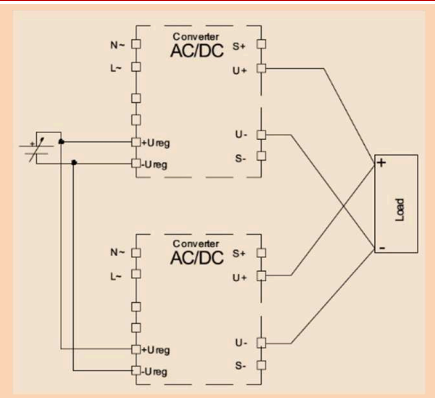 Converter
AC/DC
N~
S+
L~
U+
U-
+Ureg
+
-Ureg
S-
+
Load
-
Converter
AC/DC
N~
S+
L~
U+
U-
+Ureg
-Ureg
S-